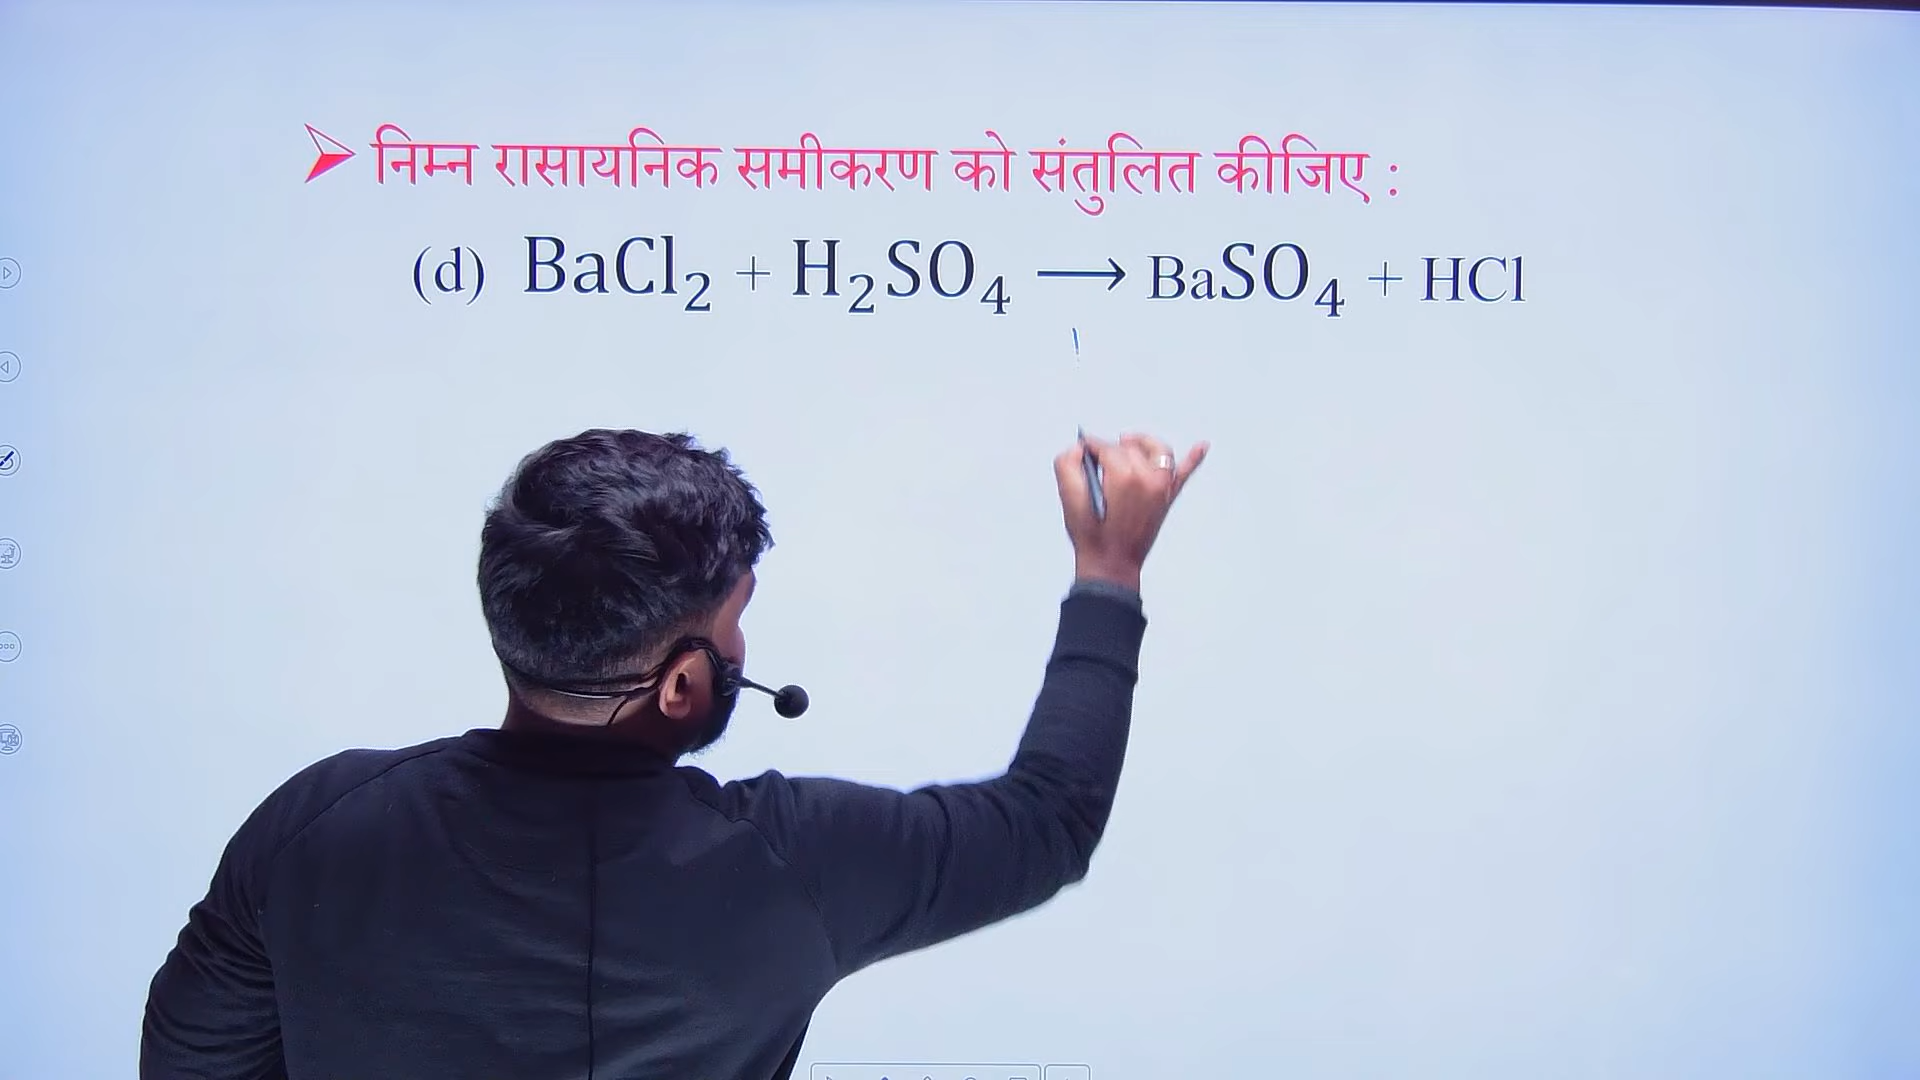 निम्न रासायनिक समीकरण को संतुलित कीजिए :
(d) BaCl₂ + H₂SO₄ ⟶ BaSO₄ + HCl